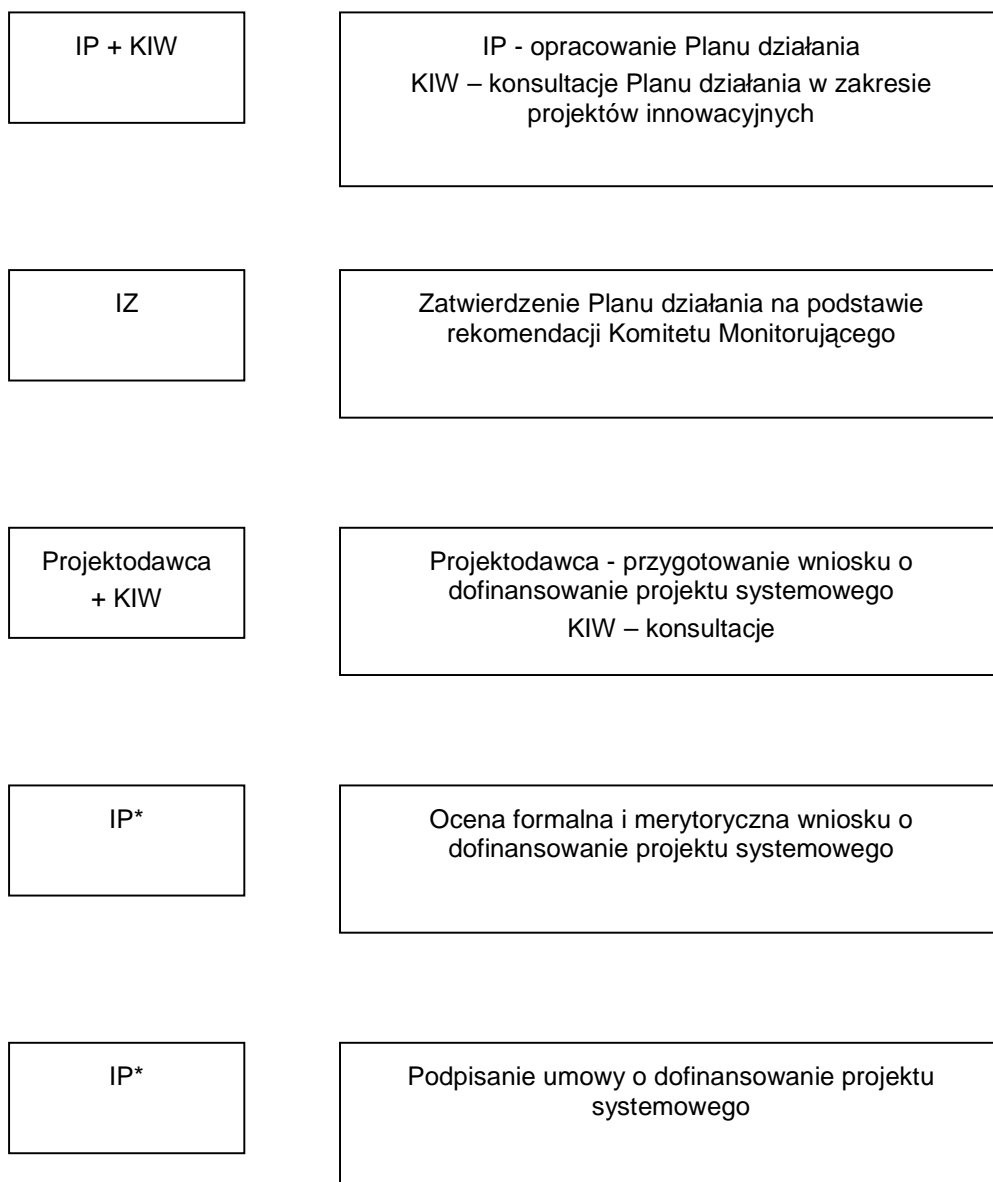 IP + KIW
IP - opracowanie Planu działania
KIW – konsultacje Planu działania w zakresie
projektów innowacyjnych
IZ
Zatwierdzenie Planu działania na podstawie
rekomendacji Komitetu Monitorującego
Projektodawca
+ KIW
Projektodawca - przygotowanie wniosku o
dofinansowanie projektu systemowego
KIW – konsultacje
IP*
Ocena formalna i merytoryczna wniosku o
dofinansowanie projektu systemowego
IP*
Podpisanie umowy o dofinansowanie projektu
systemowego